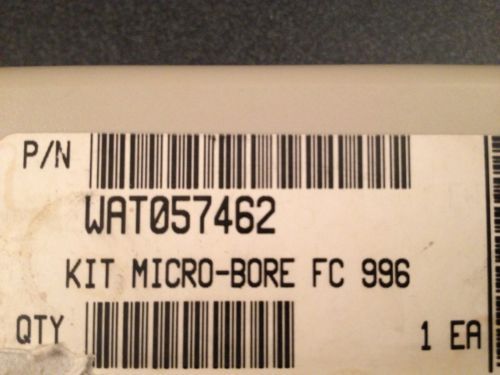 P/N
WAT057462
KIT MICRO-BORE FC 996
QTY 1 EA